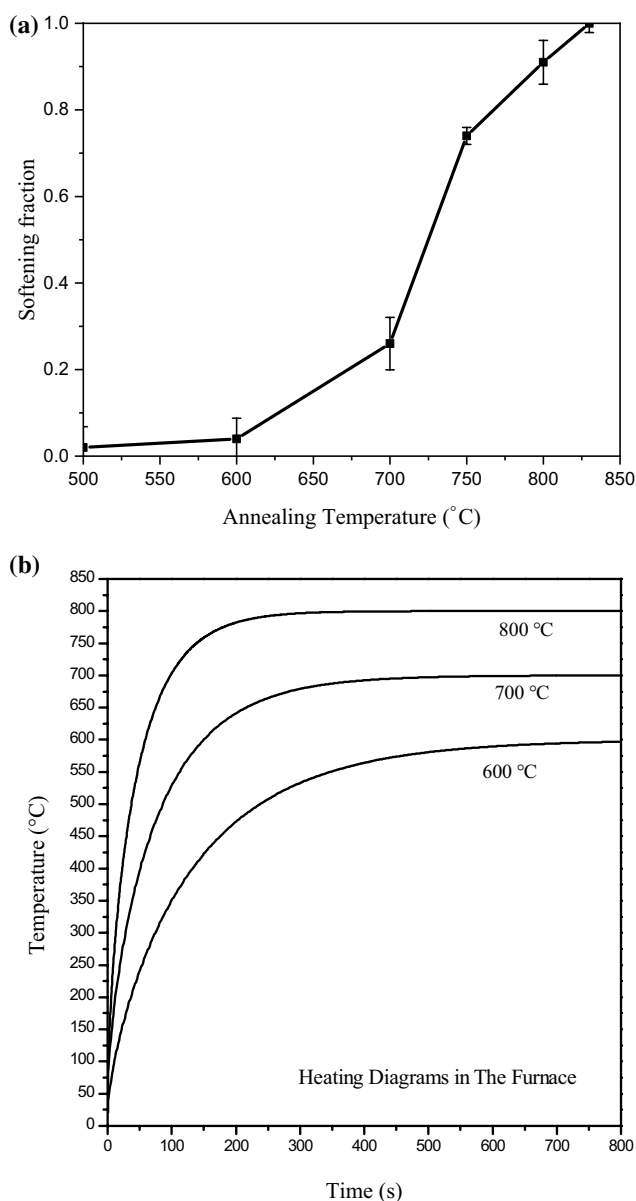 (a)
1.0
0.8
0.6
0.4
0.2
0.0
Softening fraction
500 550 600 650 700 750 800 850
Annealing Temperature (°C)
(b)
850
800
750
700
650
600
550
500
450
400
350
300
250
200
150
100
50
0
Temperature (°C)
800 °C
700 °C
600 °C
Heating Diagrams in The Furnace
0 100 200 300 400 500 600 700 800
Time (s)